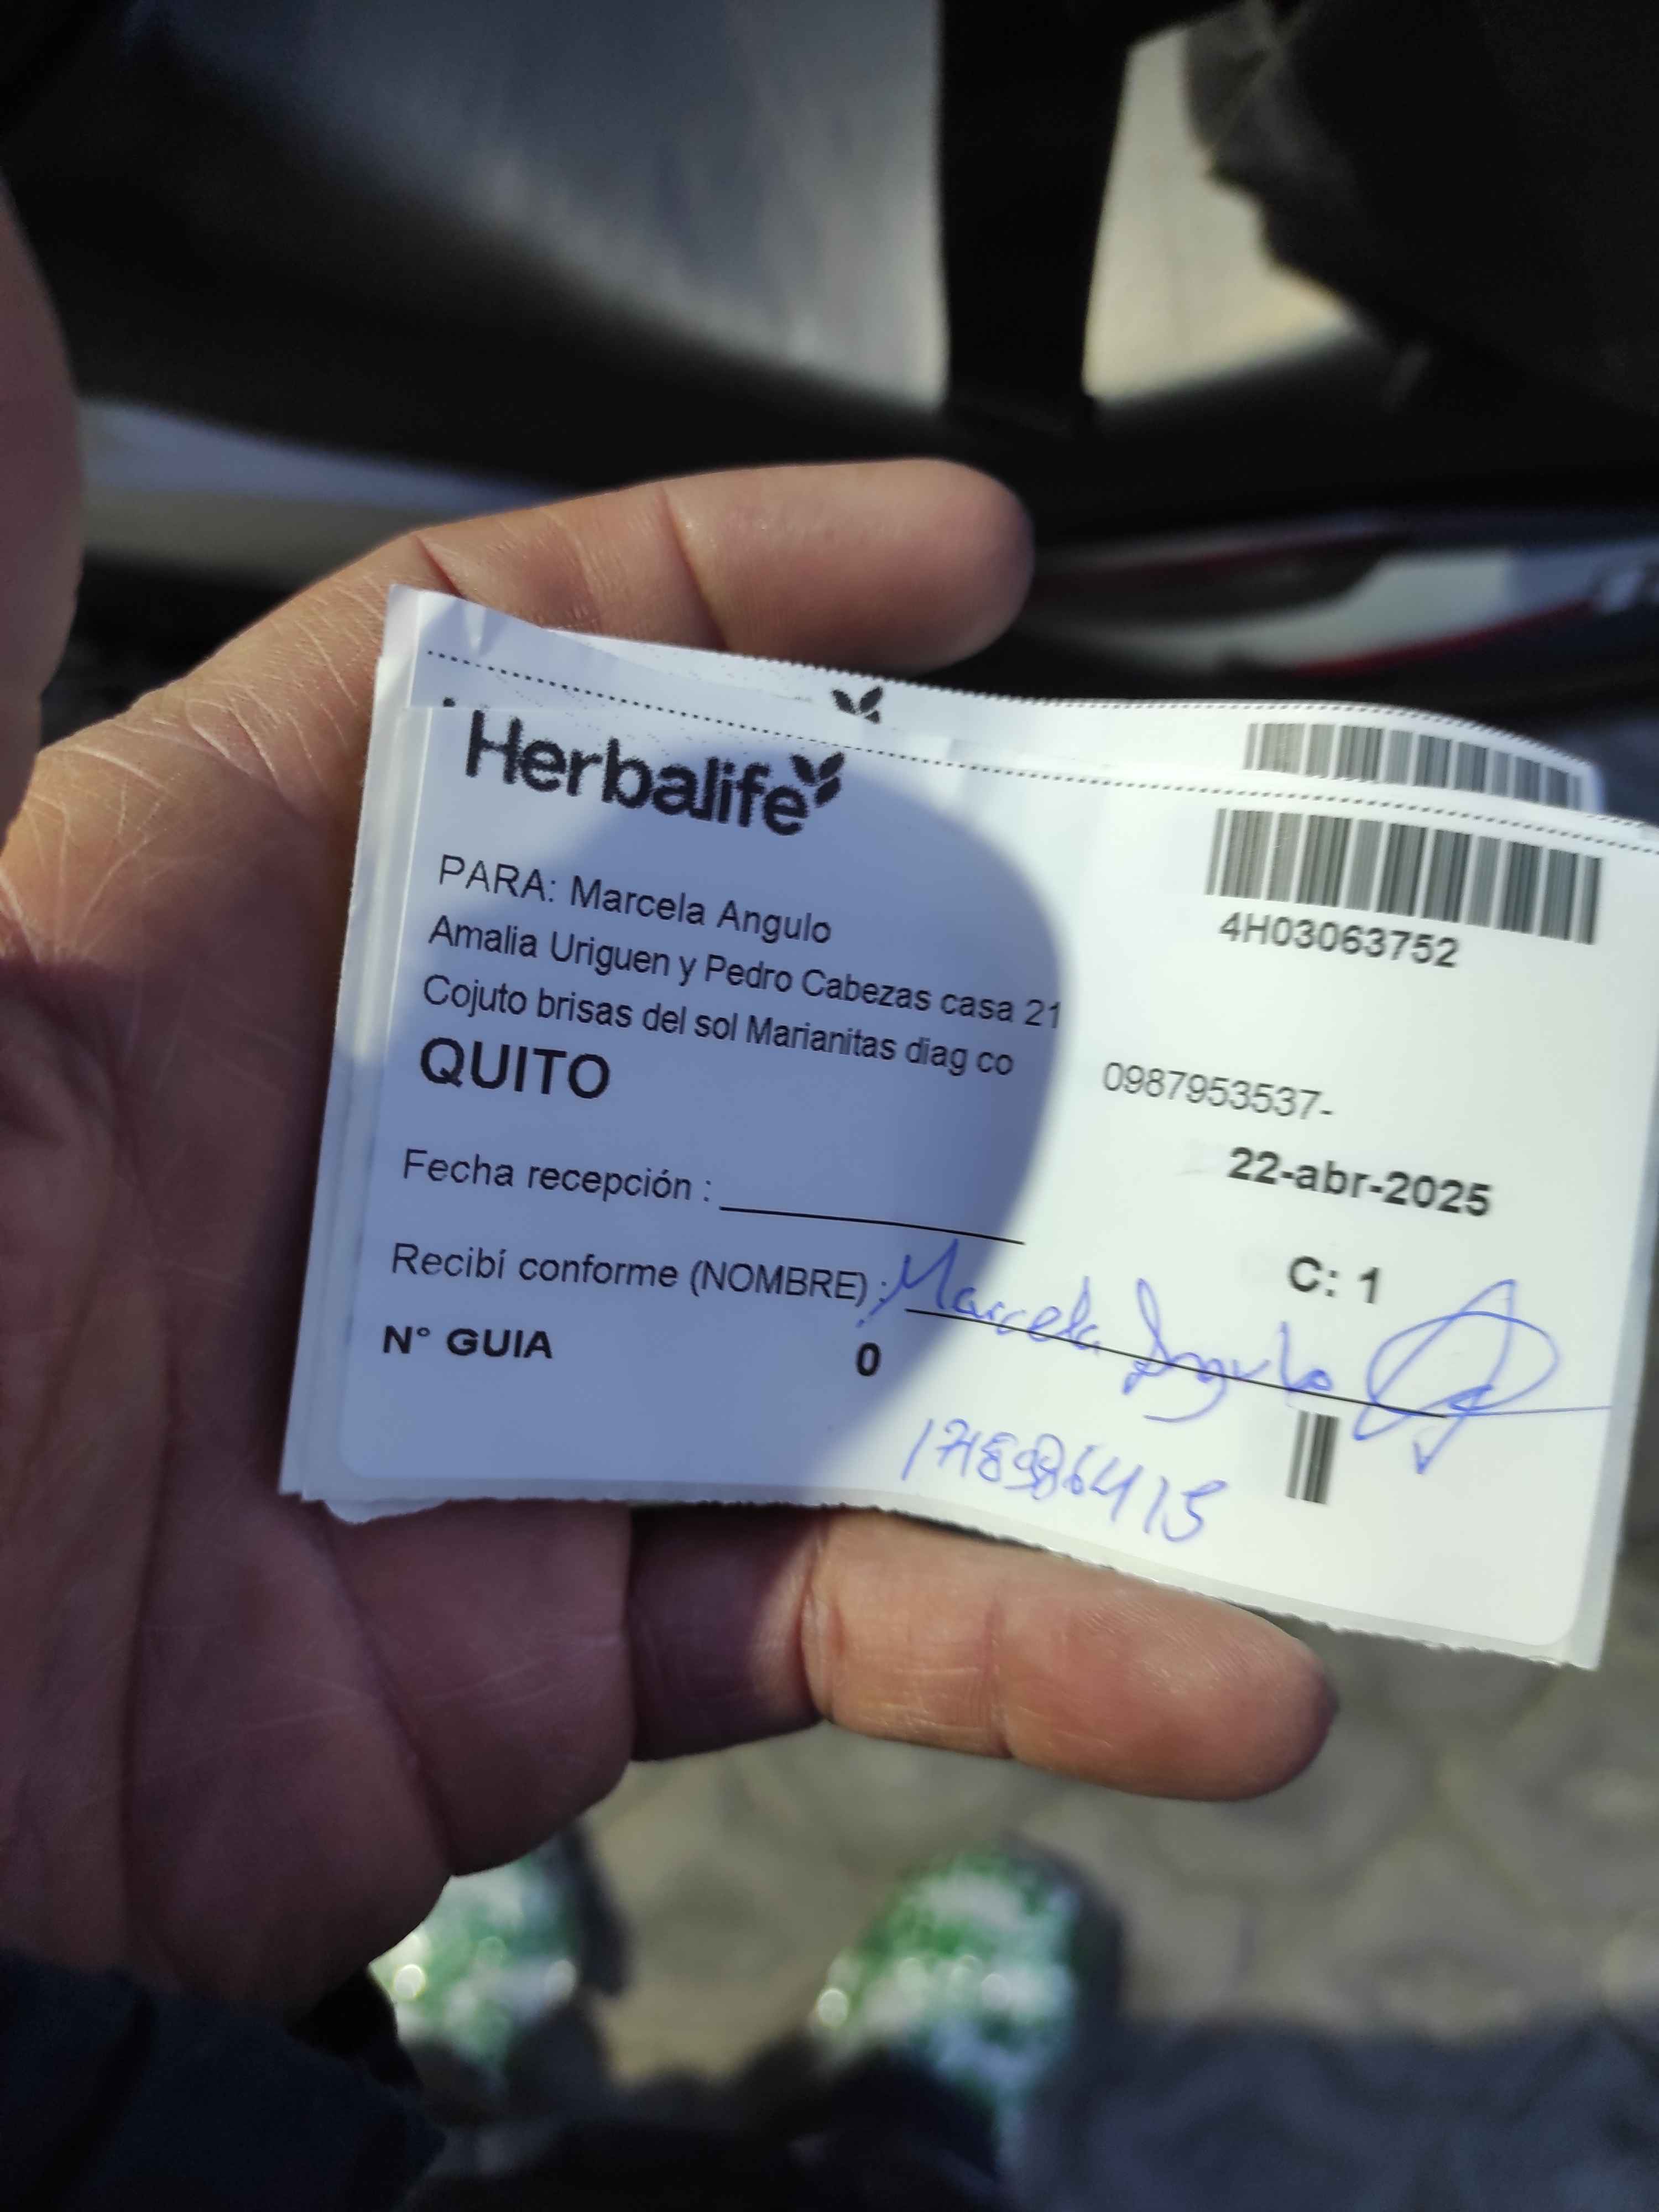 Herbalife
4H03063752
PARA: Marcela Angulo
Amalia Uriguen y Pedro Cabezas casa 21
Cojuto brisas del sol Marianitas diag co
QUITO
0987953537-
22-abr-2025
Fecha recepción :
C: 1
Recibí conforme (NOMBRE) : Marcela Angulo
N° GUIA 0